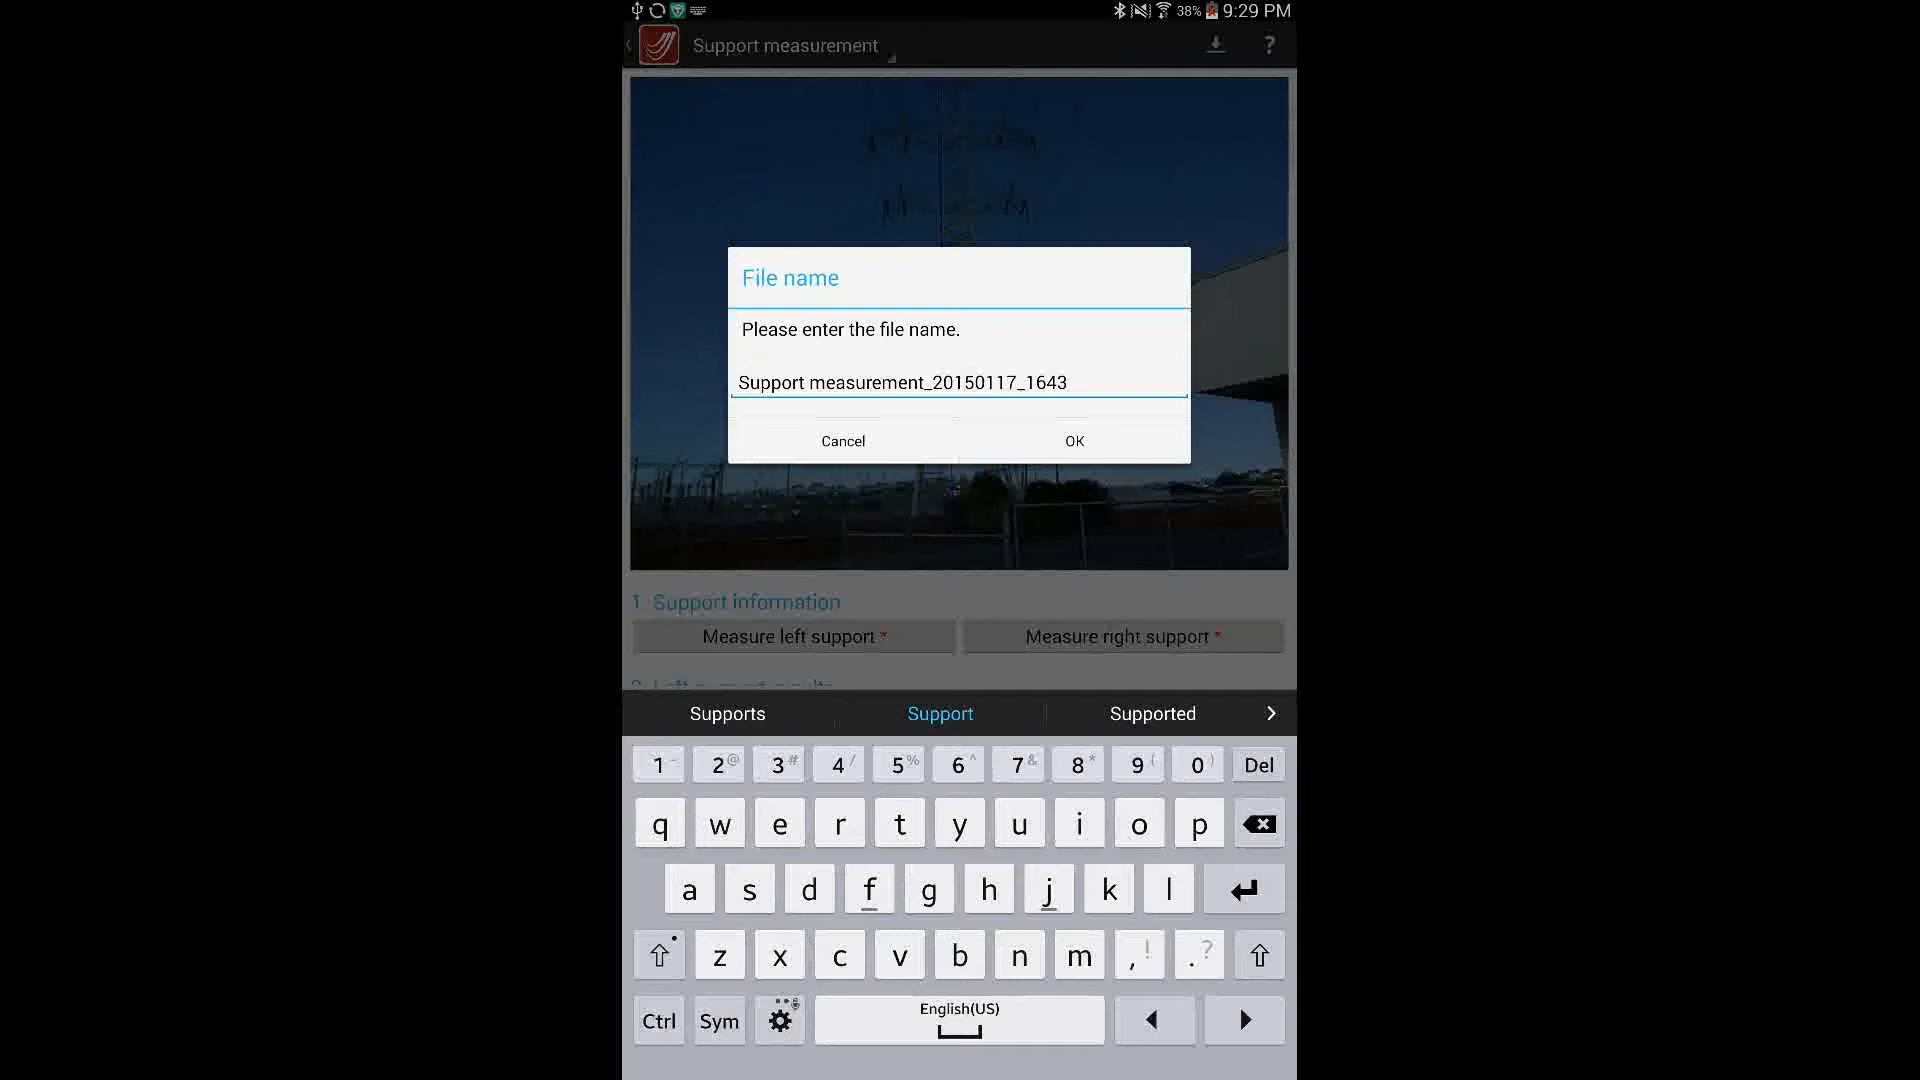 38% 9:29 PM
Support measurement ?
File name
Please enter the file name.
Support measurement_20150117_1643
Cancel OK
1 Support information
Measure left support * Measure right support *
Supports Support Supported
1 - 2 @ 3 # 4 / 5 % 6 ^ 7 & 8 * 9 ( 0 ) Del
q w e r t y u i o p
a s d f g h j k l
z x c v b n m , ! . ?
Ctrl Sym English(US)